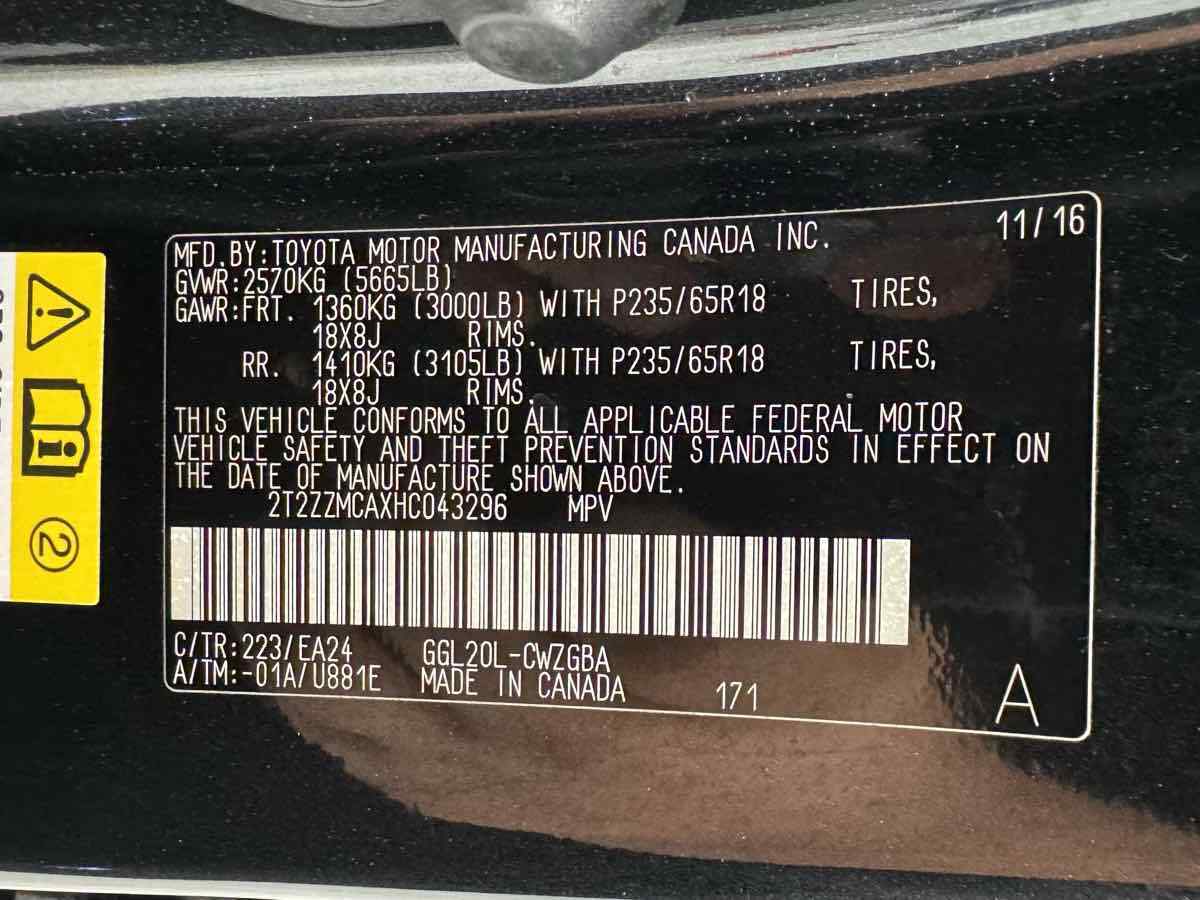 MFD.BY:TOYOTA MOTOR MANUFACTURING CANADA INC. 11/16
GVWR:2570KG (5665LB)
GAWR:FRT. 1360KG (3000LB) WITH P235/65R18 TIRES,
18X8J RIMS.
RR. 1410KG (3105LB) WITH P235/65R18 TIRES,
18X8J RIMS.
THIS VEHICLE CONFORMS TO ALL APPLICABLE FEDERAL MOTOR
VEHICLE SAFETY AND THEFT PREVENTION STANDARDS IN EFFECT ON
THE DATE OF MANUFACTURE SHOWN ABOVE.
2T2ZZMCAXHC043296 MPV
C/TR:223/EA24 GGL20L-CWZGBA
A/TM:-01A/U881E MADE IN CANADA 171 A
2